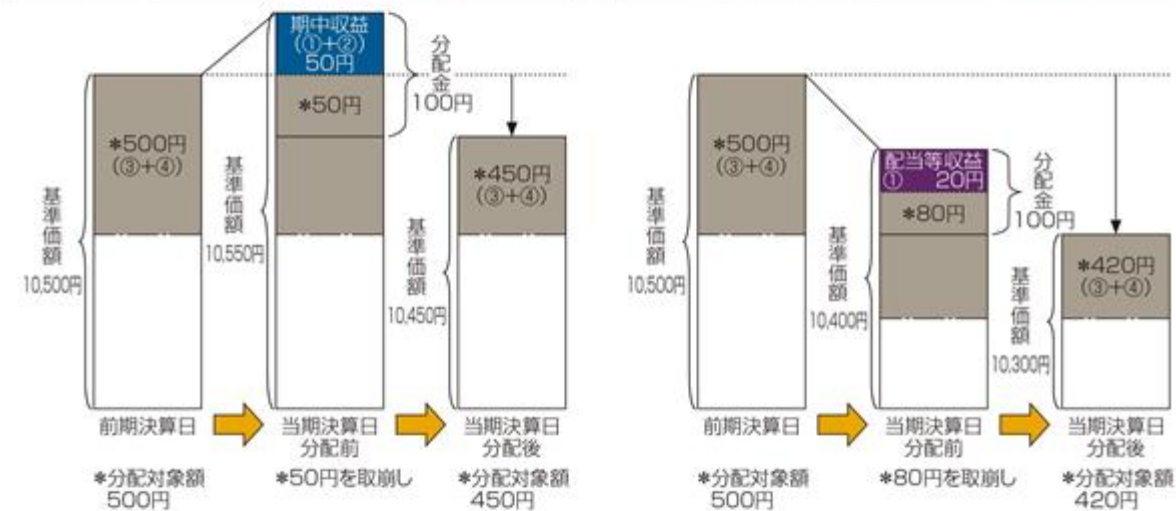 期中収益
(①+②)
50円
*50円
分配金
100円
*500円
(③+④)
*450円
(③+④)
基準価額
10,500円
基準価額
10,550円
基準価額
10,450円
前期決算日
当期決算日
分配前
当期決算日
分配後
*分配対象額
500円
*50円を取崩し
*分配対象額
450円
*500円
(③+④)
配当等収益
① 20円
*80円
分配金
100円
*420円
(③+④)
基準価額
10,500円
基準価額
10,400円
基準価額
10,300円
前期決算日
当期決算日
分配前
当期決算日
分配後
*分配対象額
500円
*80円を取崩し
*分配対象額
420円